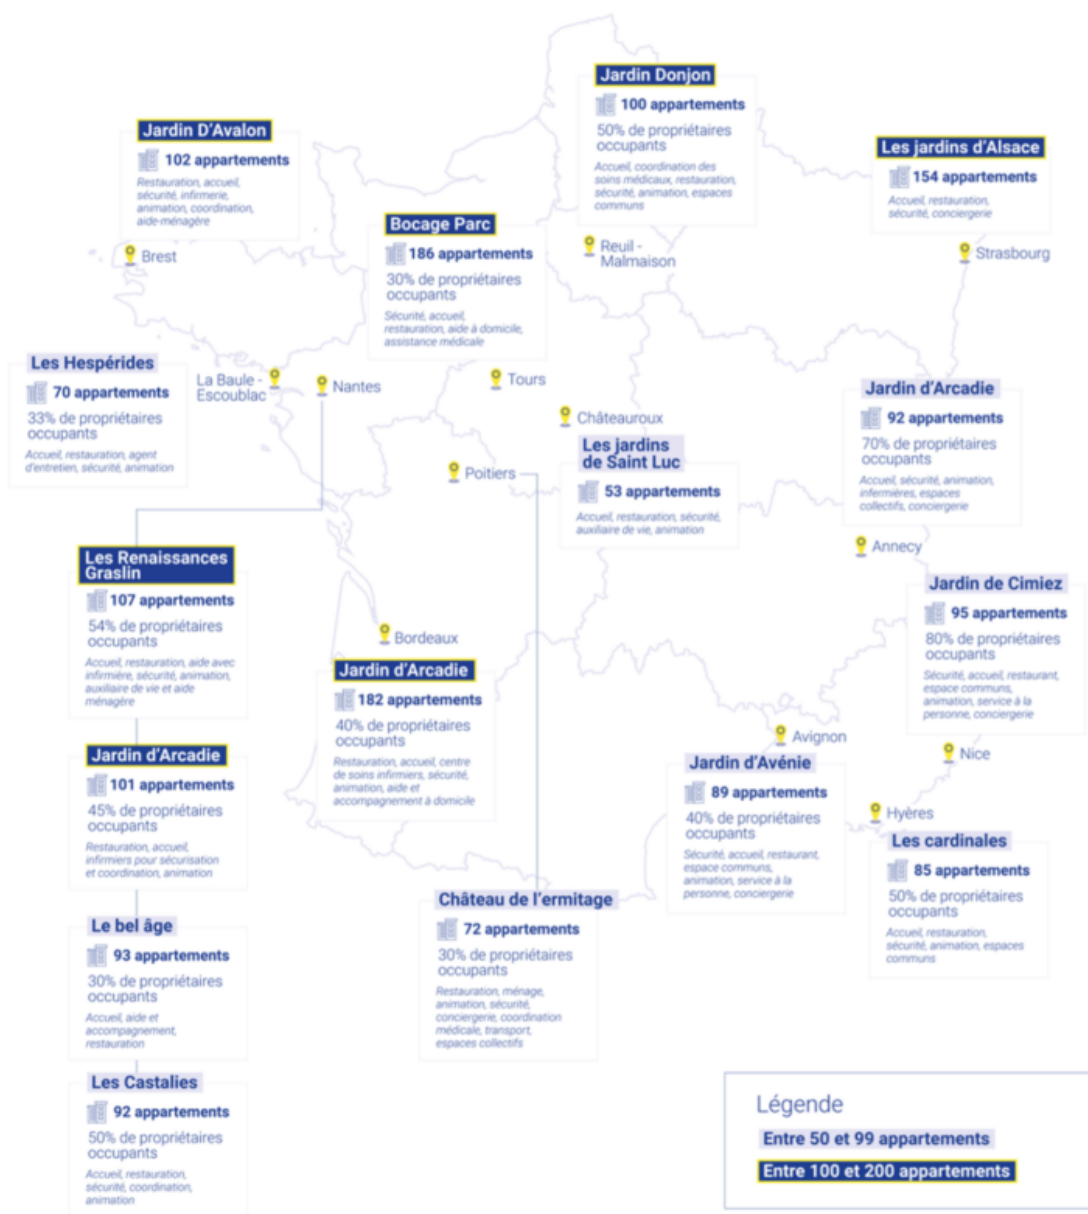 Jardin Donjon
100 appartements
50% de propriétaires
occupants
Accueil, coordination des
soins médicaux, restauration,
sécurité, animation, espaces
communs
Reuil -
Malmaison
Jardin D'Avalon
102 appartements
Restauration, accueil,
sécurité, infirmerie,
animation, coordination,
aide-ménagère
Brest
Les jardins d'Alsace
154 appartements
Accueil, restauration,
sécurité, conciergerie
Strasbourg
Bocage Parc
186 appartements
30% de propriétaires
occupants
Sécurité, accueil,
restauration, aide à domicile,
assistance médicale
Tours
Les Hespérides
70 appartements
33% de propriétaires
occupants
Accueil, restauration, agent
d'entretien, sécurité, animation
La Baule -
Escoublac
Nantes
Châteauroux
Les jardins
de Saint Luc
53 appartements
Accueil, restauration, sécurité,
auxiliaire de vie, animation
Poitiers
Jardin d'Arcadie
92 appartements
70% de propriétaires
occupants
Accueil, sécurité, animation,
infermières, espaces
collectifs, conciergerie
Annecy
Les Renaissances
Graslin
107 appartements
54% de propriétaires
occupants
Accueil, restauration, aide avec
infirmière, sécurité, animation,
auxiliaire de vie et aide
ménagère
Bordeaux
Jardin d'Arcadie
182 appartements
40% de propriétaires
occupants
Restauration, accueil, centre
de soins infirmiers, sécurité,
animation, aide et
accompagnement à domicile
Jardin de Cimiez
95 appartements
80% de propriétaires
occupants
Sécurité, accueil, restaurant,
espace communs,
animation, service à la
personne, conciergerie
Nice
Avignon
Jardin d'Avénie
89 appartements
40% de propriétaires
occupants
Sécurité, accueil, restaurant,
espace communs,
animation, service à la
personne, conciergerie
Hyères
Les cardinales
85 appartements
50% de propriétaires
occupants
Accueil, restauration,
sécurité, animation, espaces
communs
Jardin d'Arcadie
101 appartements
45% de propriétaires
occupants
Restauration, accueil,
infirmiers pour sécurisation
et coordination, animation
Château de l'ermitage
72 appartements
30% de propriétaires
occupants
Restauration, ménage,
animation, sécurité,
conciergerie, coordination
médicale, transport,
espaces collectifs
Le bel âge
93 appartements
30% de propriétaires
occupants
Accueil, aide et
accompagnement,
restauration
Les Castalies
92 appartements
50% de propriétaires
occupants
Accueil, restauration,
sécurité, coordination,
animation
Légende
Entre 50 et 99 appartements
Entre 100 et 200 appartements